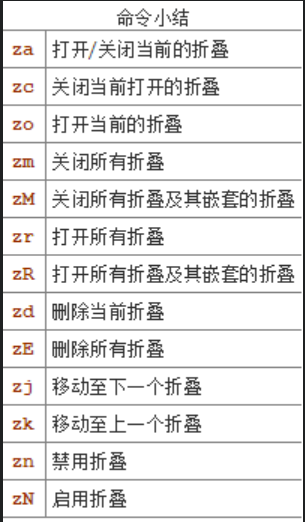 命令小结
za 打开/关闭当前的折叠
zc 关闭当前打开的折叠
zo 打开当前的折叠
zm 关闭所有折叠
zM 关闭所有折叠及其嵌套的折叠
zr 打开所有折叠
zR 打开所有折叠及其嵌套的折叠
zd 删除当前折叠
zE 删除所有折叠
zj 移动至下一个折叠
zk 移动至上一个折叠
zn 禁用折叠
zN 启用折叠